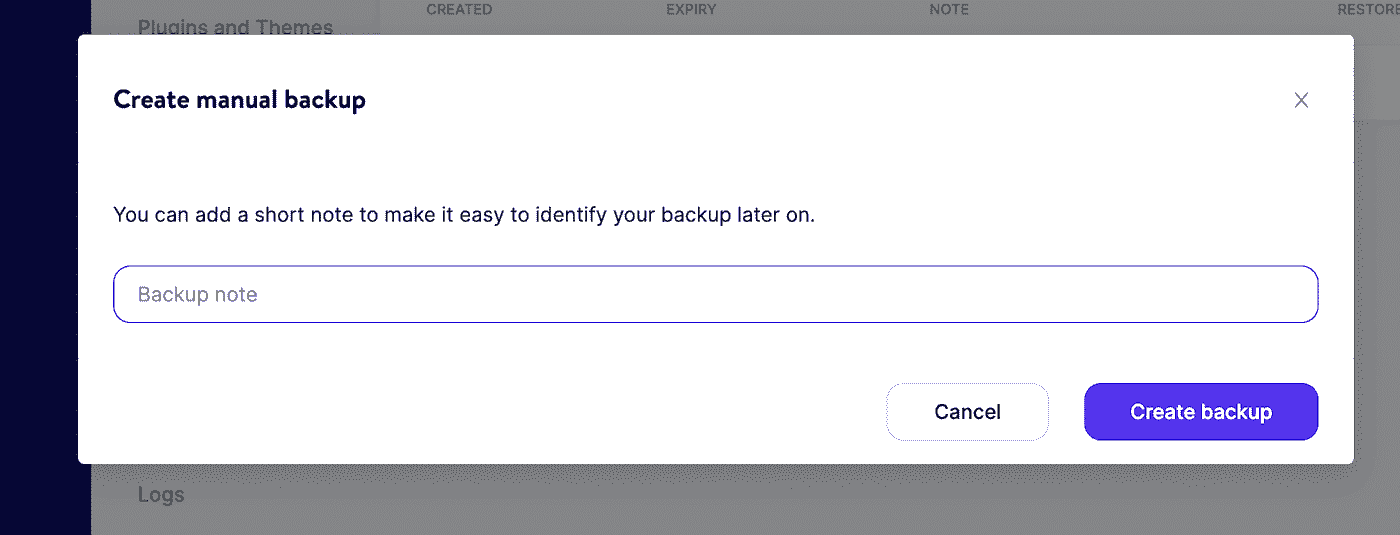 CREATED EXPIRY NOTE RESTORE
Plugins and Themes
Create manual backup
You can add a short note to make it easy to identify your backup later on.
Backup note
Cancel Create backup
Logs